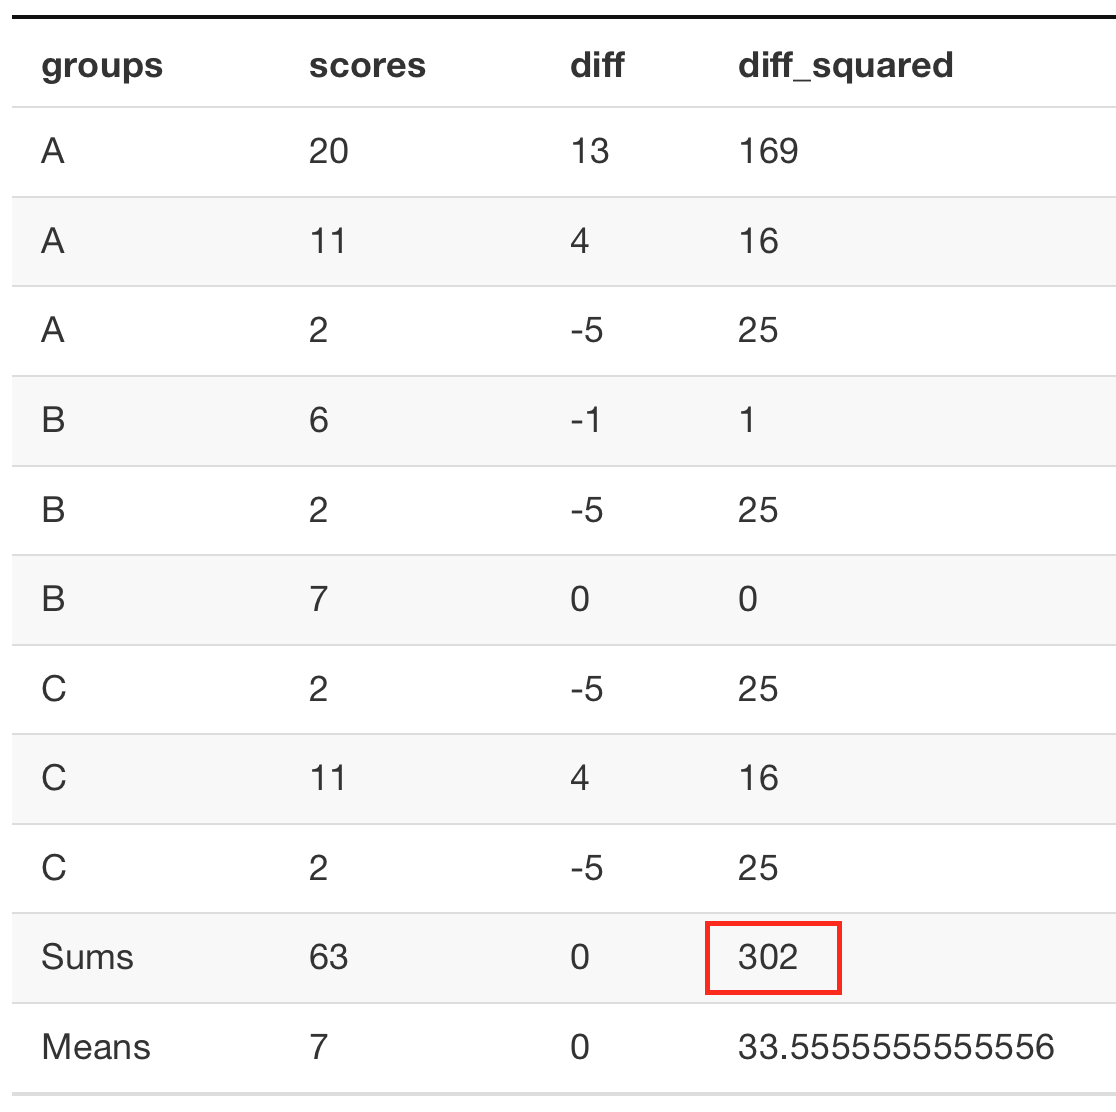 groups scores diff diff_squared
A 20 13 169
A 11 4 16
A 2 -5 25
B 6 -1 1
B 2 -5 25
B 7 0 0
C 2 -5 25
C 11 4 16
C 2 -5 25
Sums 63 0 302
Means 7 0 33.5555555555556